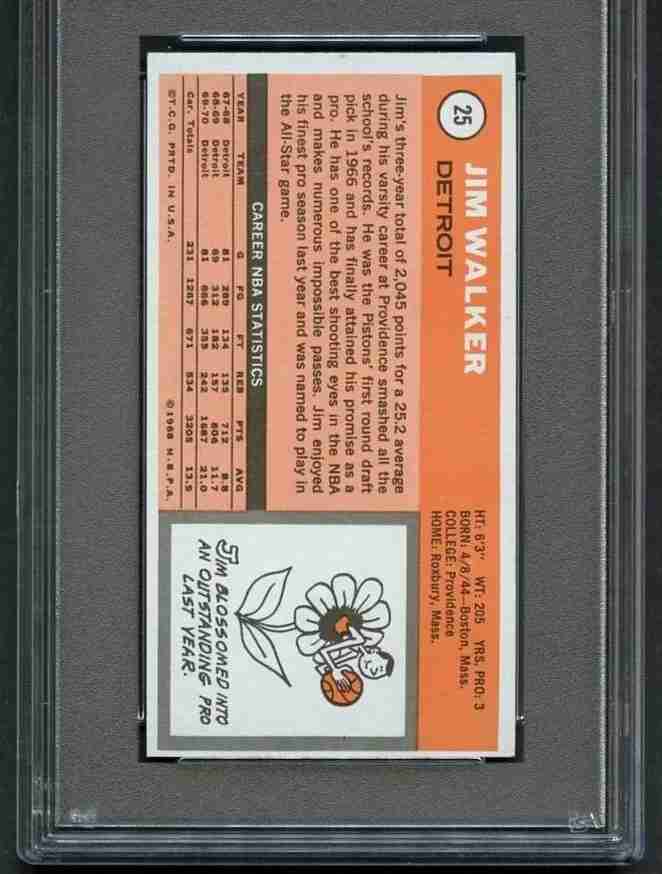 25
JIM WALKER
DETROIT
HT: 6'3" WT: 205 YRS. PRO: 3
BORN: 4/8/44—Boston, Mass.
COLLEGE: Providence
HOME: Roxbury, Mass.
Jim's three-year total of 2,045 points for a 25.2 average
during his varsity career at Providence smashed all the
school's records. He was the Pistons' first round draft
pick in 1966 and has finally attained his promise as a
pro. He has one of the best shooting eyes in the NBA
and makes numerous impossible passes. Jim enjoyed
his finest pro season last year and was named to play in
the All-Star game.
CAREER NBA STATISTICS
YEAR TEAM G FG FT REB PTS AVG
67-68 Detroit 81 289 134 135 712 8.8
68-69 Detroit 69 312 182 157 806 11.7
69-70 Detroit 81 666 355 242 1687 21.0
Car. Totals 231 1267 671 534 3205 13.5
©T.C.G. PRTD. IN U.S.A. ©1968 N.B.P.A.
JIM BLOSSOMED INTO
AN OUTSTANDING PRO
LAST YEAR.